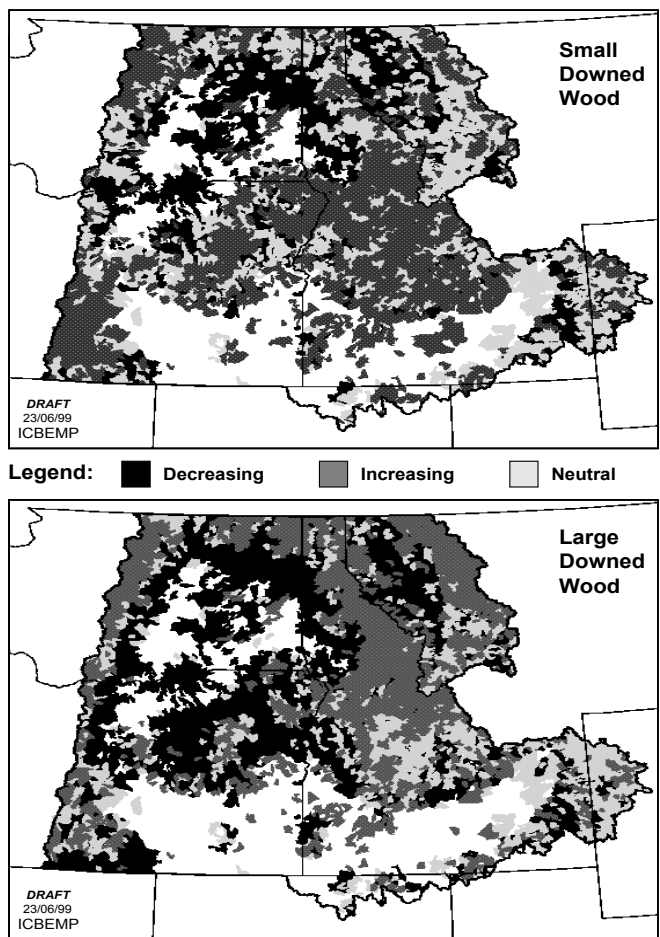 Small
Downed
Wood
DRAFT
23/06/99
ICBEMP
Legend: Decreasing Increasing Neutral
Large
Downed
Wood
DRAFT
23/06/99
ICBEMP